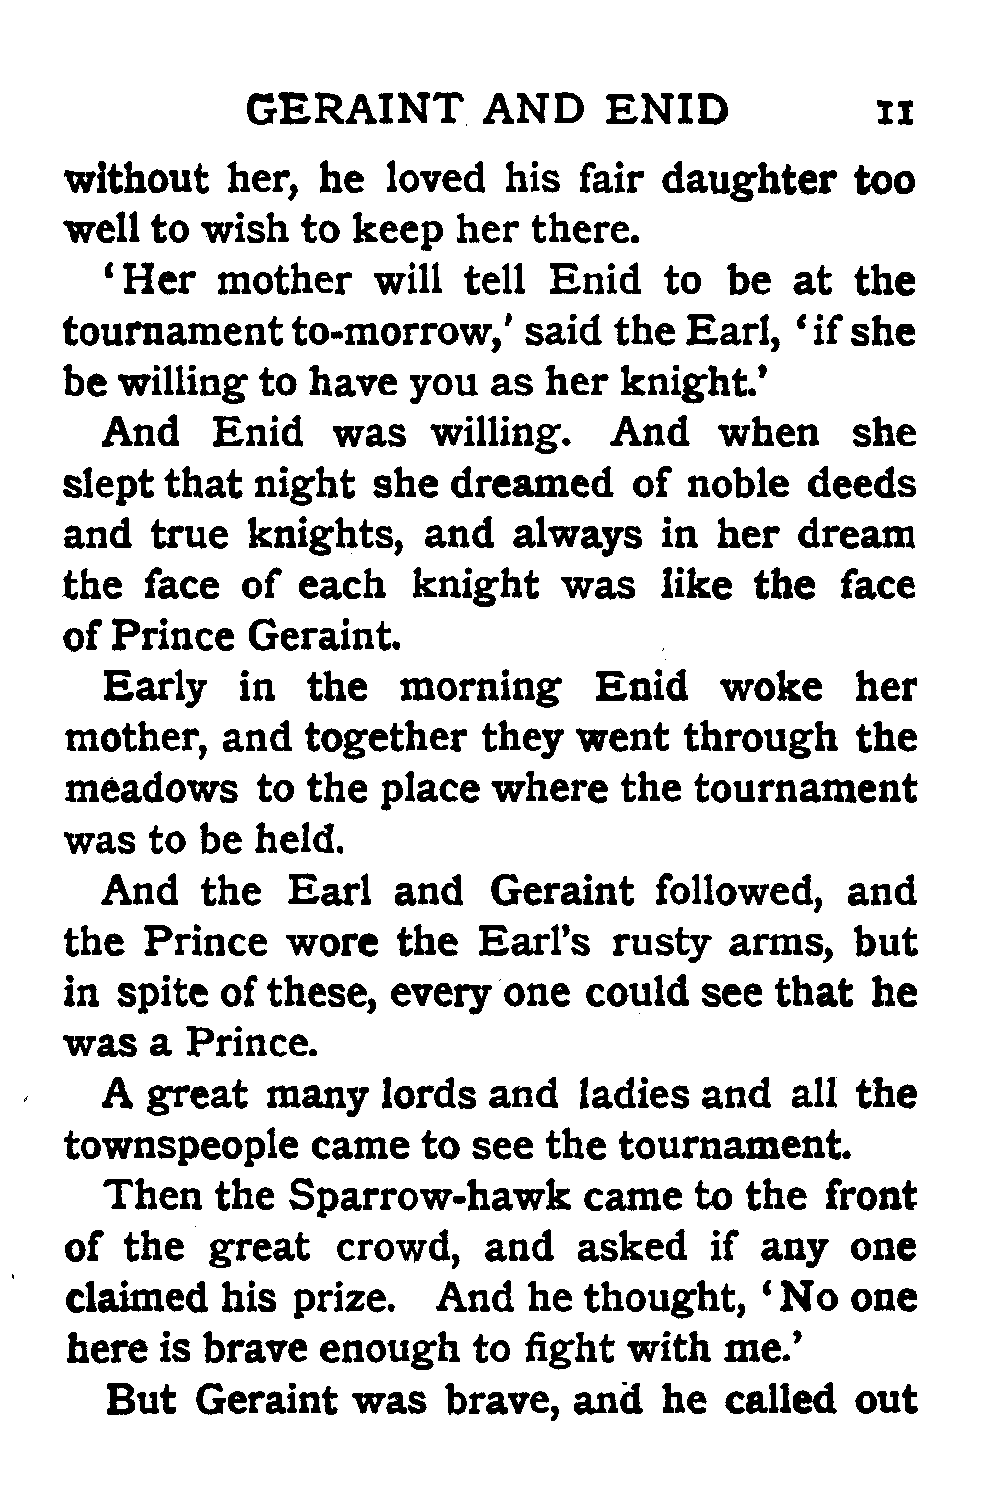 GERAINT AND ENID 11
without her, he loved his fair daughter too
well to wish to keep her there.
‘Her mother will tell Enid to be at the
tournament to-morrow,’ said the Earl, ‘if she
be willing to have you as her knight.’
And Enid was willing. And when she
slept that night she dreamed of noble deeds
and true knights, and always in her dream
the face of each knight was like the face
of Prince Geraint.
Early in the morning Enid woke her
mother, and together they went through the
meadows to the place where the tournament
was to be held.
And the Earl and Geraint followed, and
the Prince wore the Earl’s rusty arms, but
in spite of these, every one could see that he
was a Prince.
A great many lords and ladies and all the
townspeople came to see the tournament.
Then the Sparrow-hawk came to the front
of the great crowd, and asked if any one
claimed his prize. And he thought, ‘No one
here is brave enough to fight with me.’
But Geraint was brave, and he called out